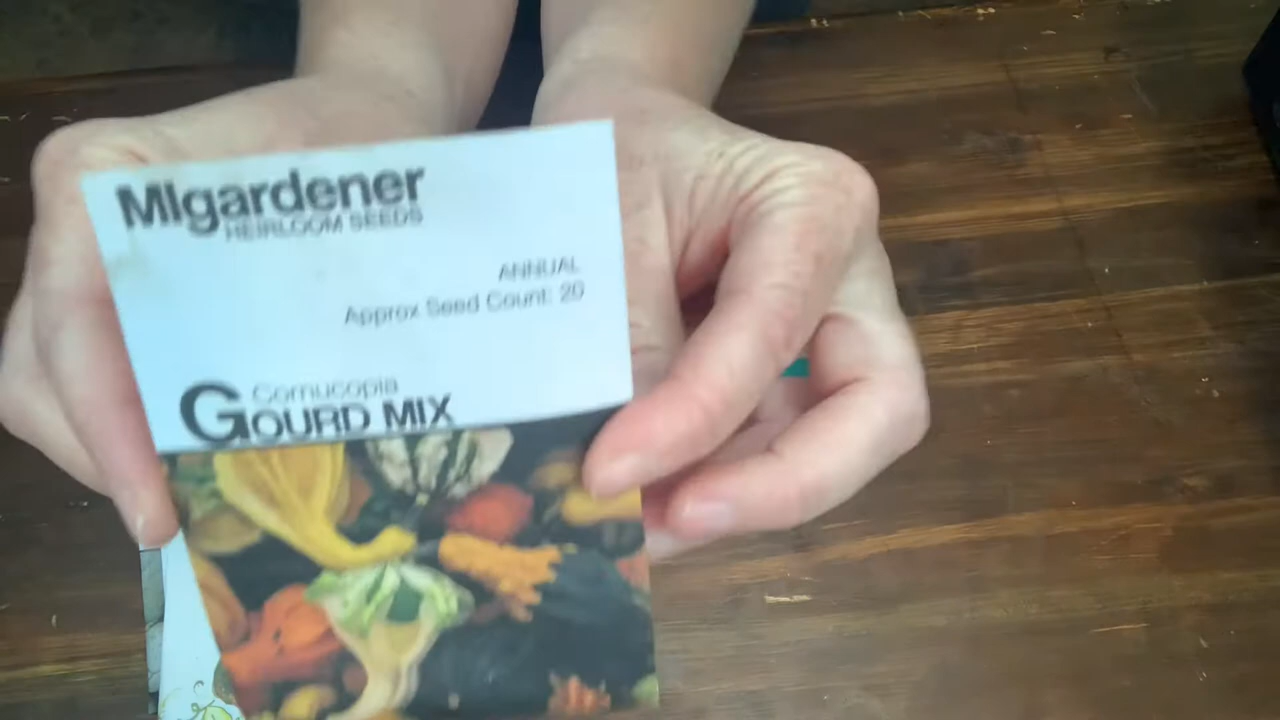 MIgardener
HEIRLOOM SEEDS
ANNUAL
Approx Seed Count: 20
Cornucopia
GOURD MIX